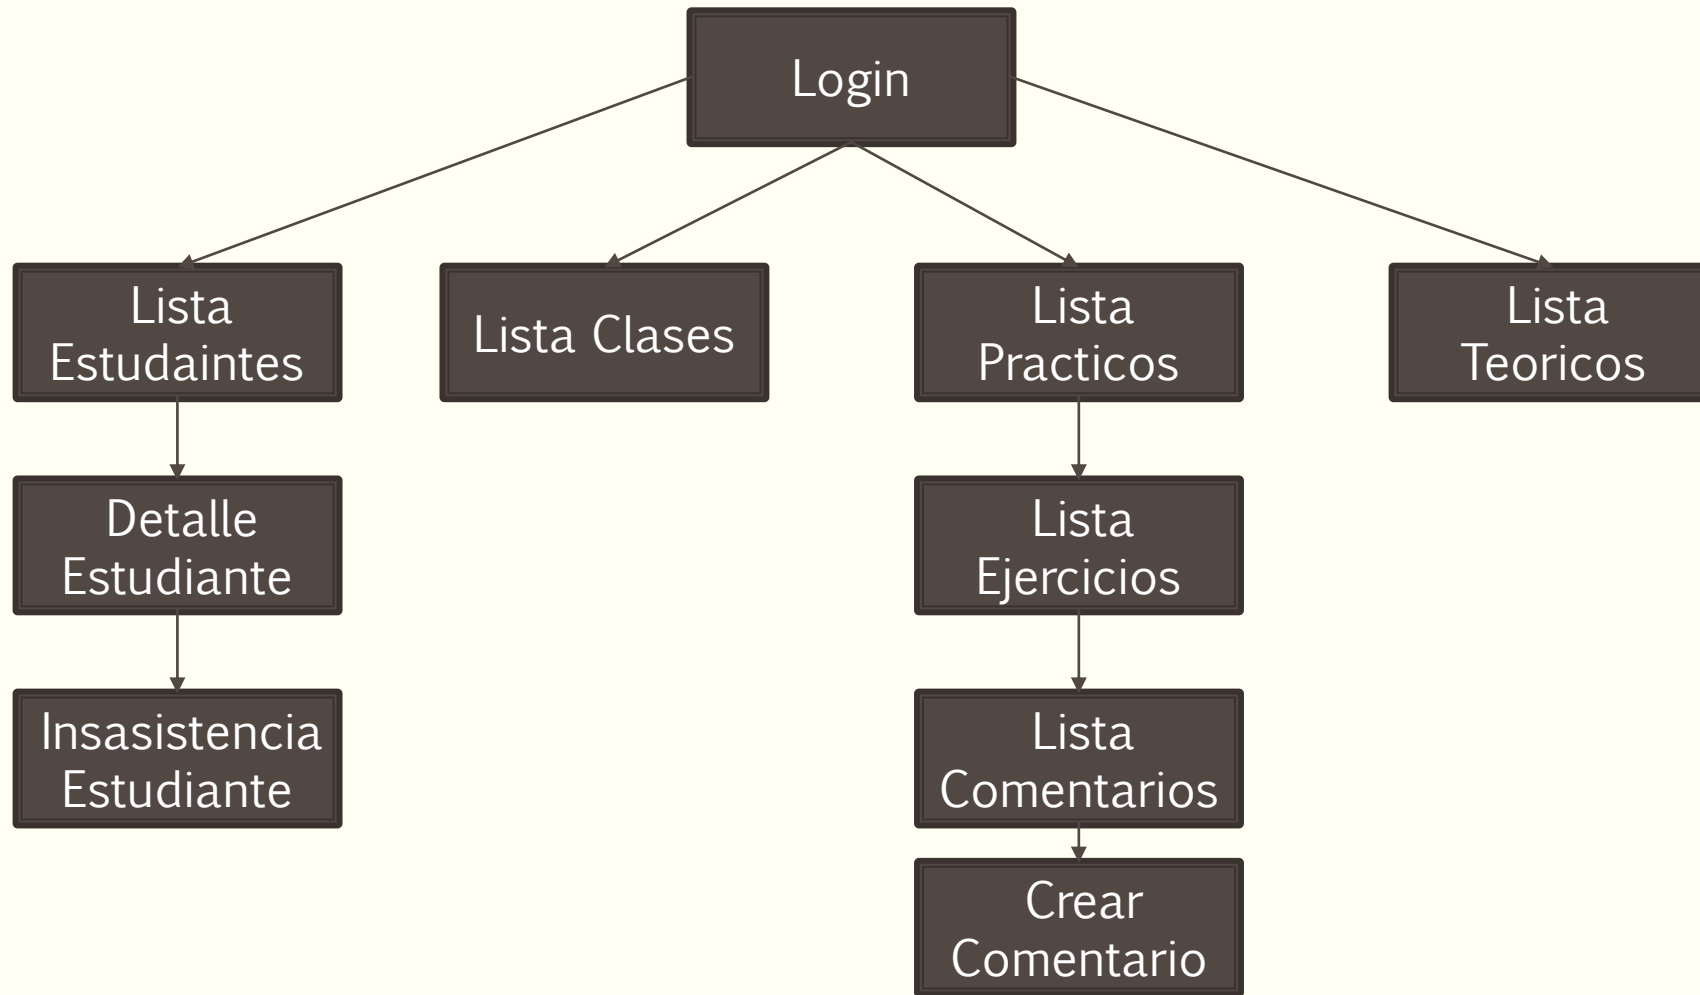 Login
Lista
Estudaintes
Lista Clases
Lista
Practicos
Lista
Teoricos
Detalle
Estudiante
Lista
Ejercicios
Insasistencia
Estudiante
Lista
Comentarios
Crear
Comentario